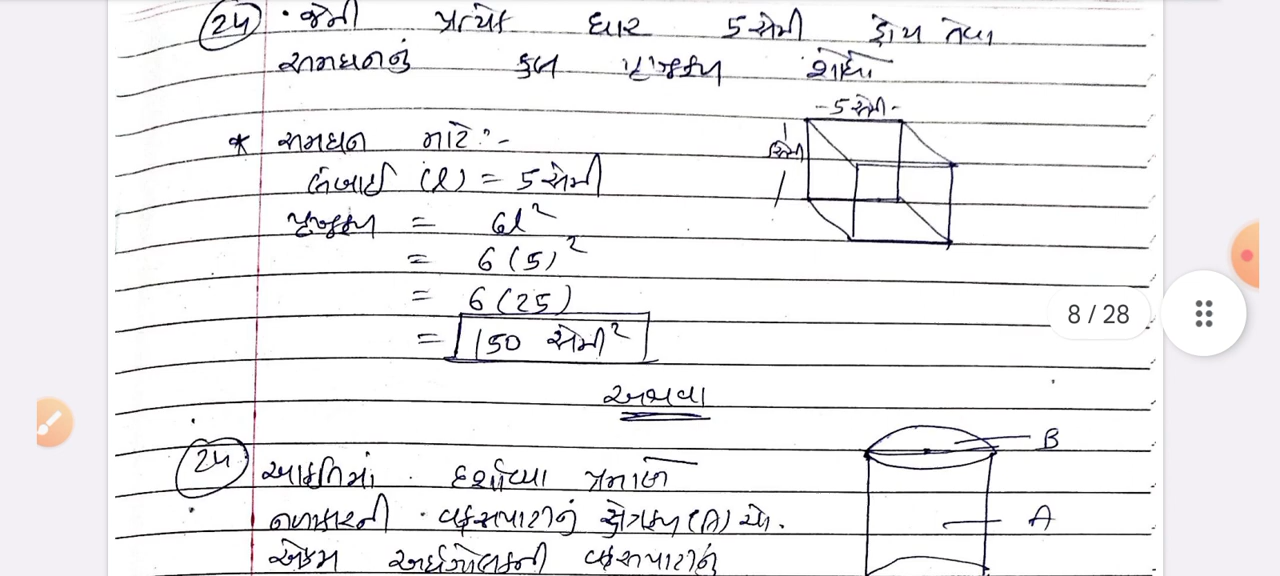 (24) • જેની પ્રત્યેક ધાર 5 સેમી હોય તેવા
સમઘનનું કુલ પૃષ્ઠફળ શોધો
-5 સેમી-
* સમઘન માટે :-
લંબાઈ (l) = 5 સેમી
પૃષ્ઠફળ = 6l²
= 6(5)²
= 6(25)
= 150 સેમી²
8 / 28
અથવા
B
(24) આકૃતિમાં દર્શાવ્યા પ્રમાણે
નળાકારની વક્રસપાટીનું ક્ષેત્રફળ (A) ચો.
A
એકમ અર્ધગોલકની વક્રસપાટીનું